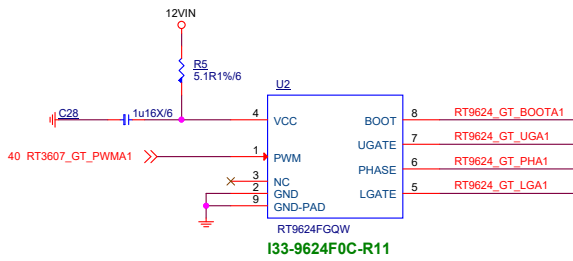 12VIN
R5
5.1R1%/6
U2
C28
1u16X/6
4
VCC
BOOT
8
RT9624_GT_BOOTA1
UGATE
7
RT9624_GT_UGA1
40 RT3607_GT_PWMA1
1
PWM
PHASE
6
RT9624_GT_PHA1
3
NC
2
GND
LGATE
5
RT9624_GT_LGA1
9
GND-PAD
RT9624FGQW
I33-9624F0C-R11